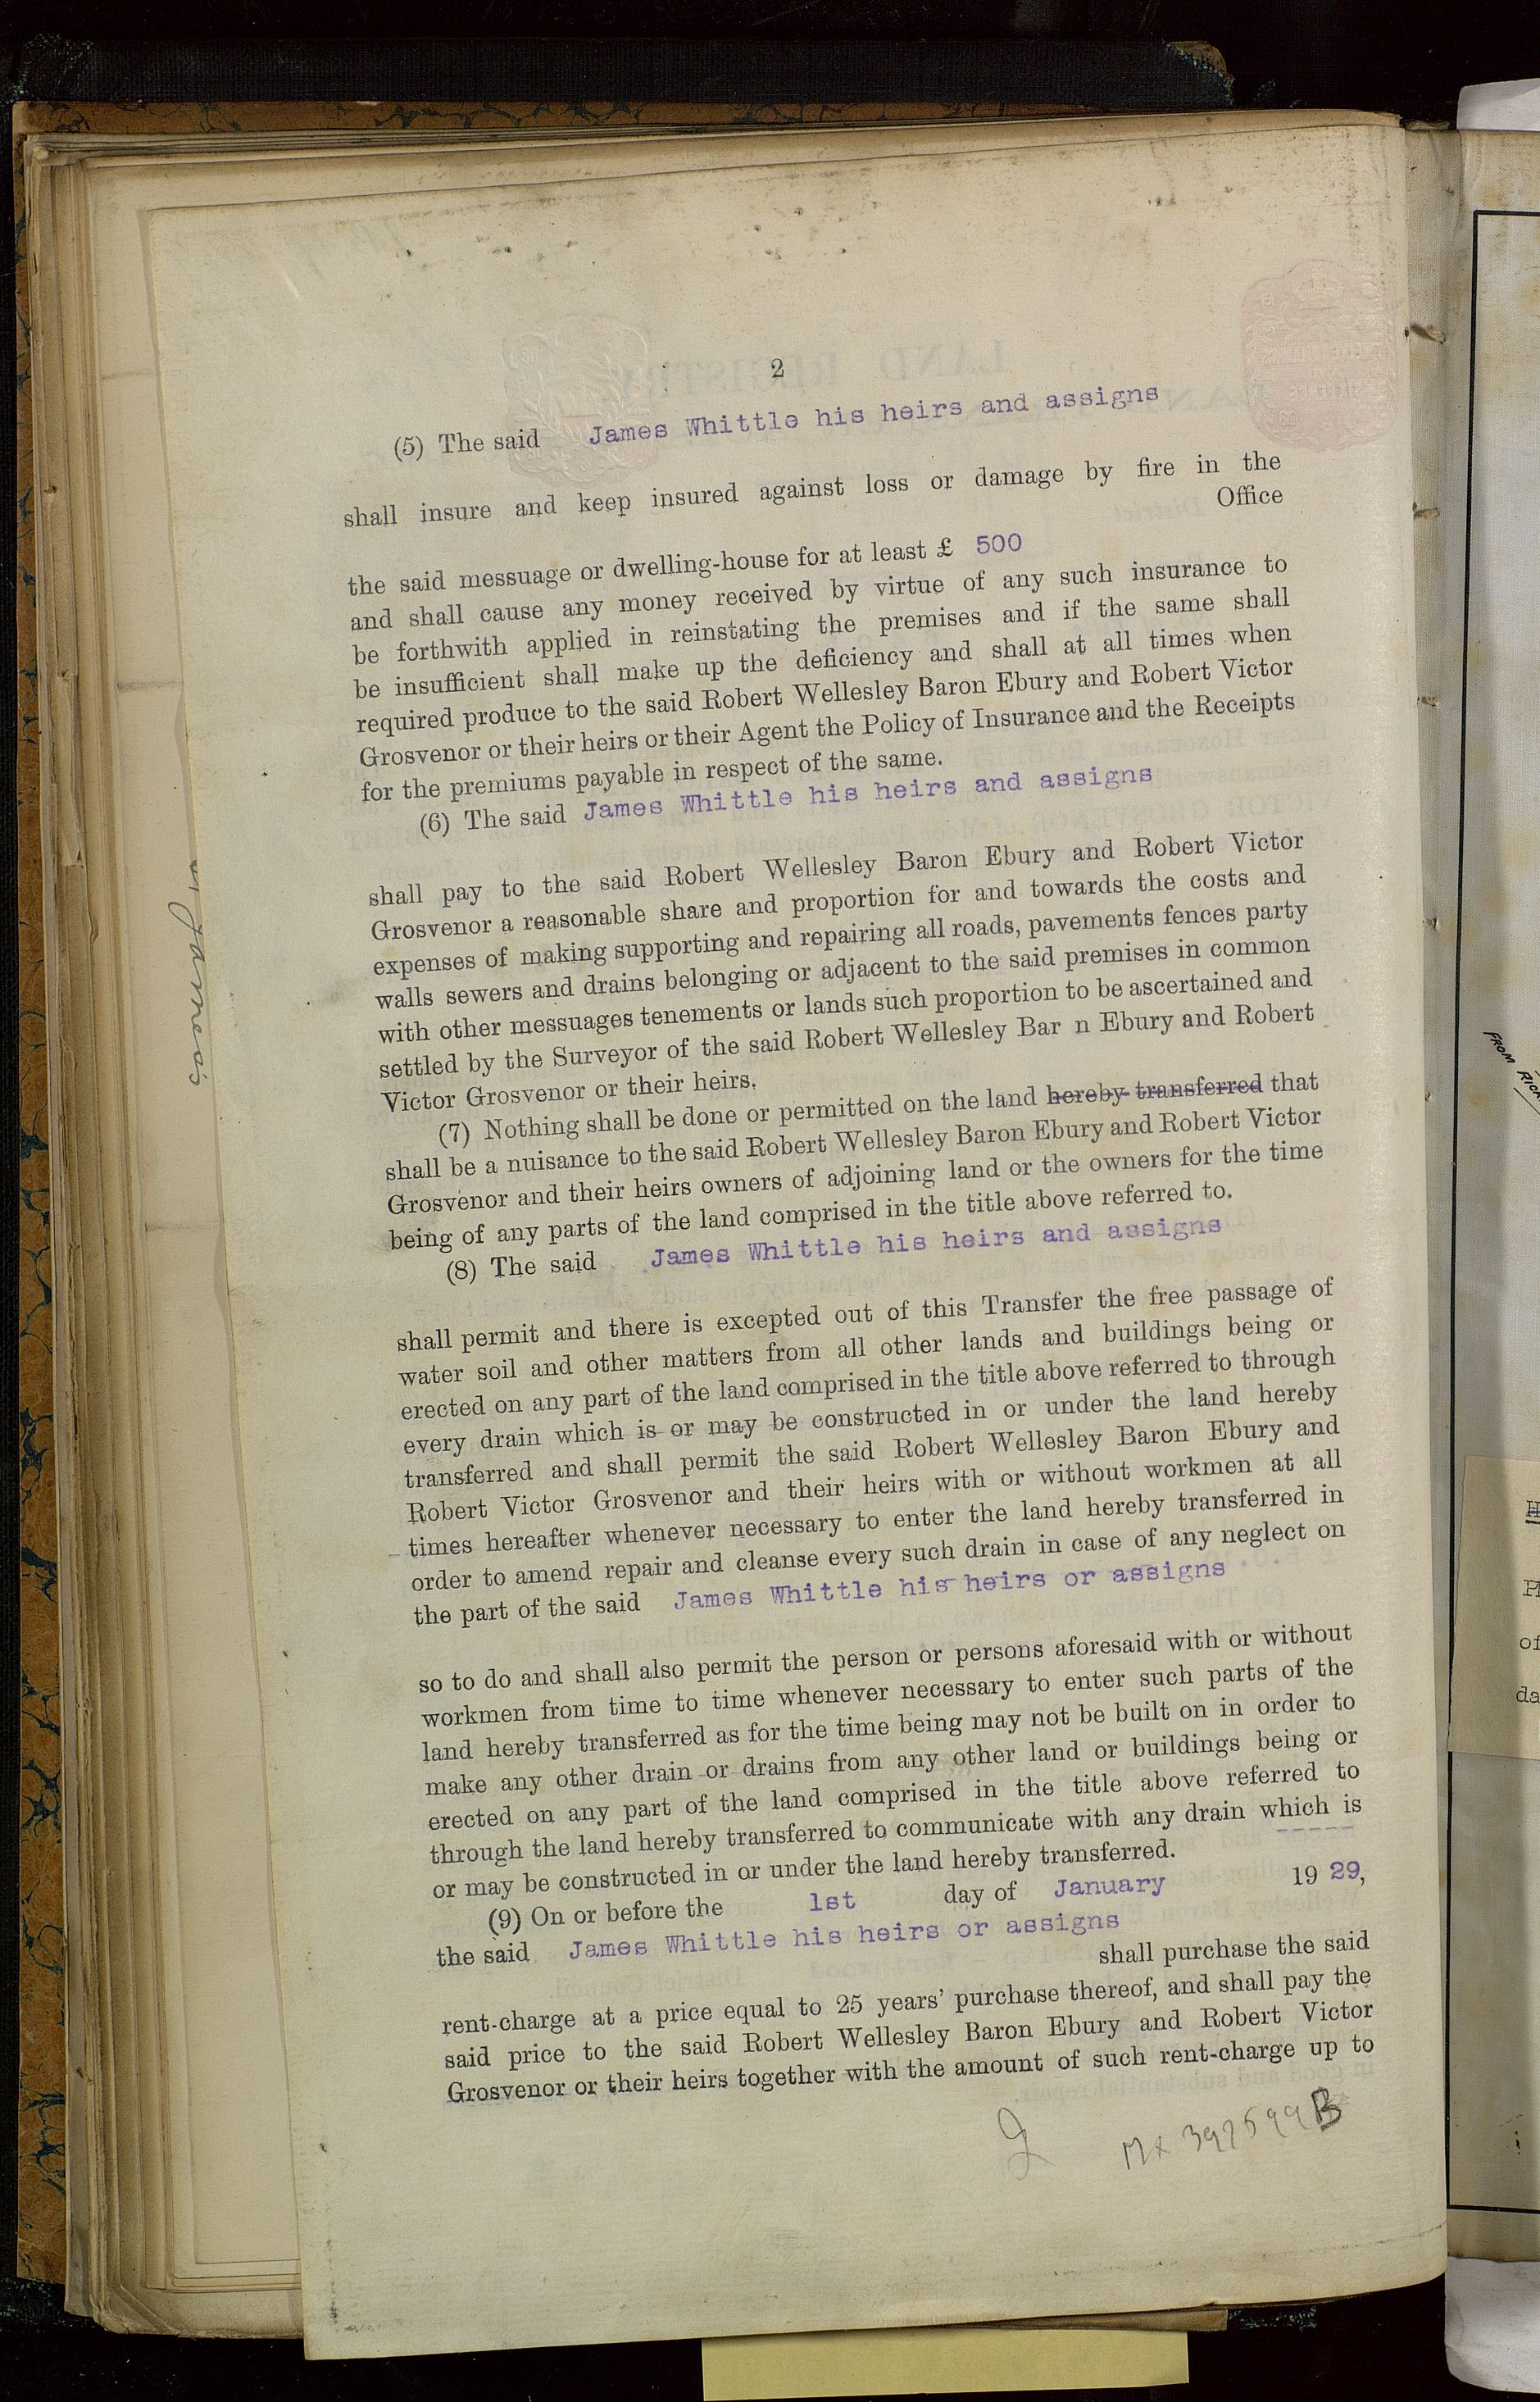 2
(5) The said James Whittle his heirs and assigns
shall insure and keep insured against loss or damage by fire in the
Office
the said messuage or dwelling-house for at least £ 500
and shall cause any money received by virtue of any such insurance to
be forthwith applied in reinstating the premises and if the same shall
be insufficient shall make up the deficiency and shall at all times when
required produce to the said Robert Wellesley Baron Ebury and Robert Victor
Grosvenor or their heirs or their Agent the Policy of Insurance and the Receipts
for the premiums payable in respect of the same.
(6) The said James Whittle his heirs and assigns
shall pay to the said Robert Wellesley Baron Ebury and Robert Victor
Grosvenor a reasonable share and proportion for and towards the costs and
expenses of making supporting and repairing all roads, pavements fences party
walls sewers and drains belonging or adjacent to the said premises in common
with other messuages tenements or lands such proportion to be ascertained and
settled by the Surveyor of the said Robert Wellesley Bar n Ebury and Robert
Victor Grosvenor or their heirs.
(7) Nothing shall be done or permitted on the land hereby transferred that
shall be a nuisance to the said Robert Wellesley Baron Ebury and Robert Victor
Grosvenor and their heirs owners of adjoining land or the owners for the time
being of any parts of the land comprised in the title above referred to.
(8) The said James Whittle his heirs and assigns
shall permit and there is excepted out of this Transfer the free passage of
water soil and other matters from all other lands and buildings being or
erected on any part of the land comprised in the title above referred to through
every drain which is or may be constructed in or under the land hereby
transferred and shall permit the said Robert Wellesley Baron Ebury and
Robert Victor Grosvenor and their heirs with or without workmen at all
times hereafter whenever necessary to enter the land hereby transferred in
order to amend repair and cleanse every such drain in case of any neglect on
the part of the said James Whittle his heirs or assigns
so to do and shall also permit the person or persons aforesaid with or without
workmen from time to time whenever necessary to enter such parts of the
land hereby transferred as for the time being may not be built on in order to
make any other drain or drains from any other land or buildings being or
erected on any part of the land comprised in the title above referred to
through the land hereby transferred to communicate with any drain which is
or may be constructed in or under the land hereby transferred.
(9) On or before the 1st day of January 19 29,
the said James Whittle his heirs or assigns
shall purchase the said
rent-charge at a price equal to 25 years' purchase thereof, and shall pay the
said price to the said Robert Wellesley Baron Ebury and Robert Victor
Grosvenor or their heirs together with the amount of such rent-charge up to
Mx 397599B
FROM
of
da